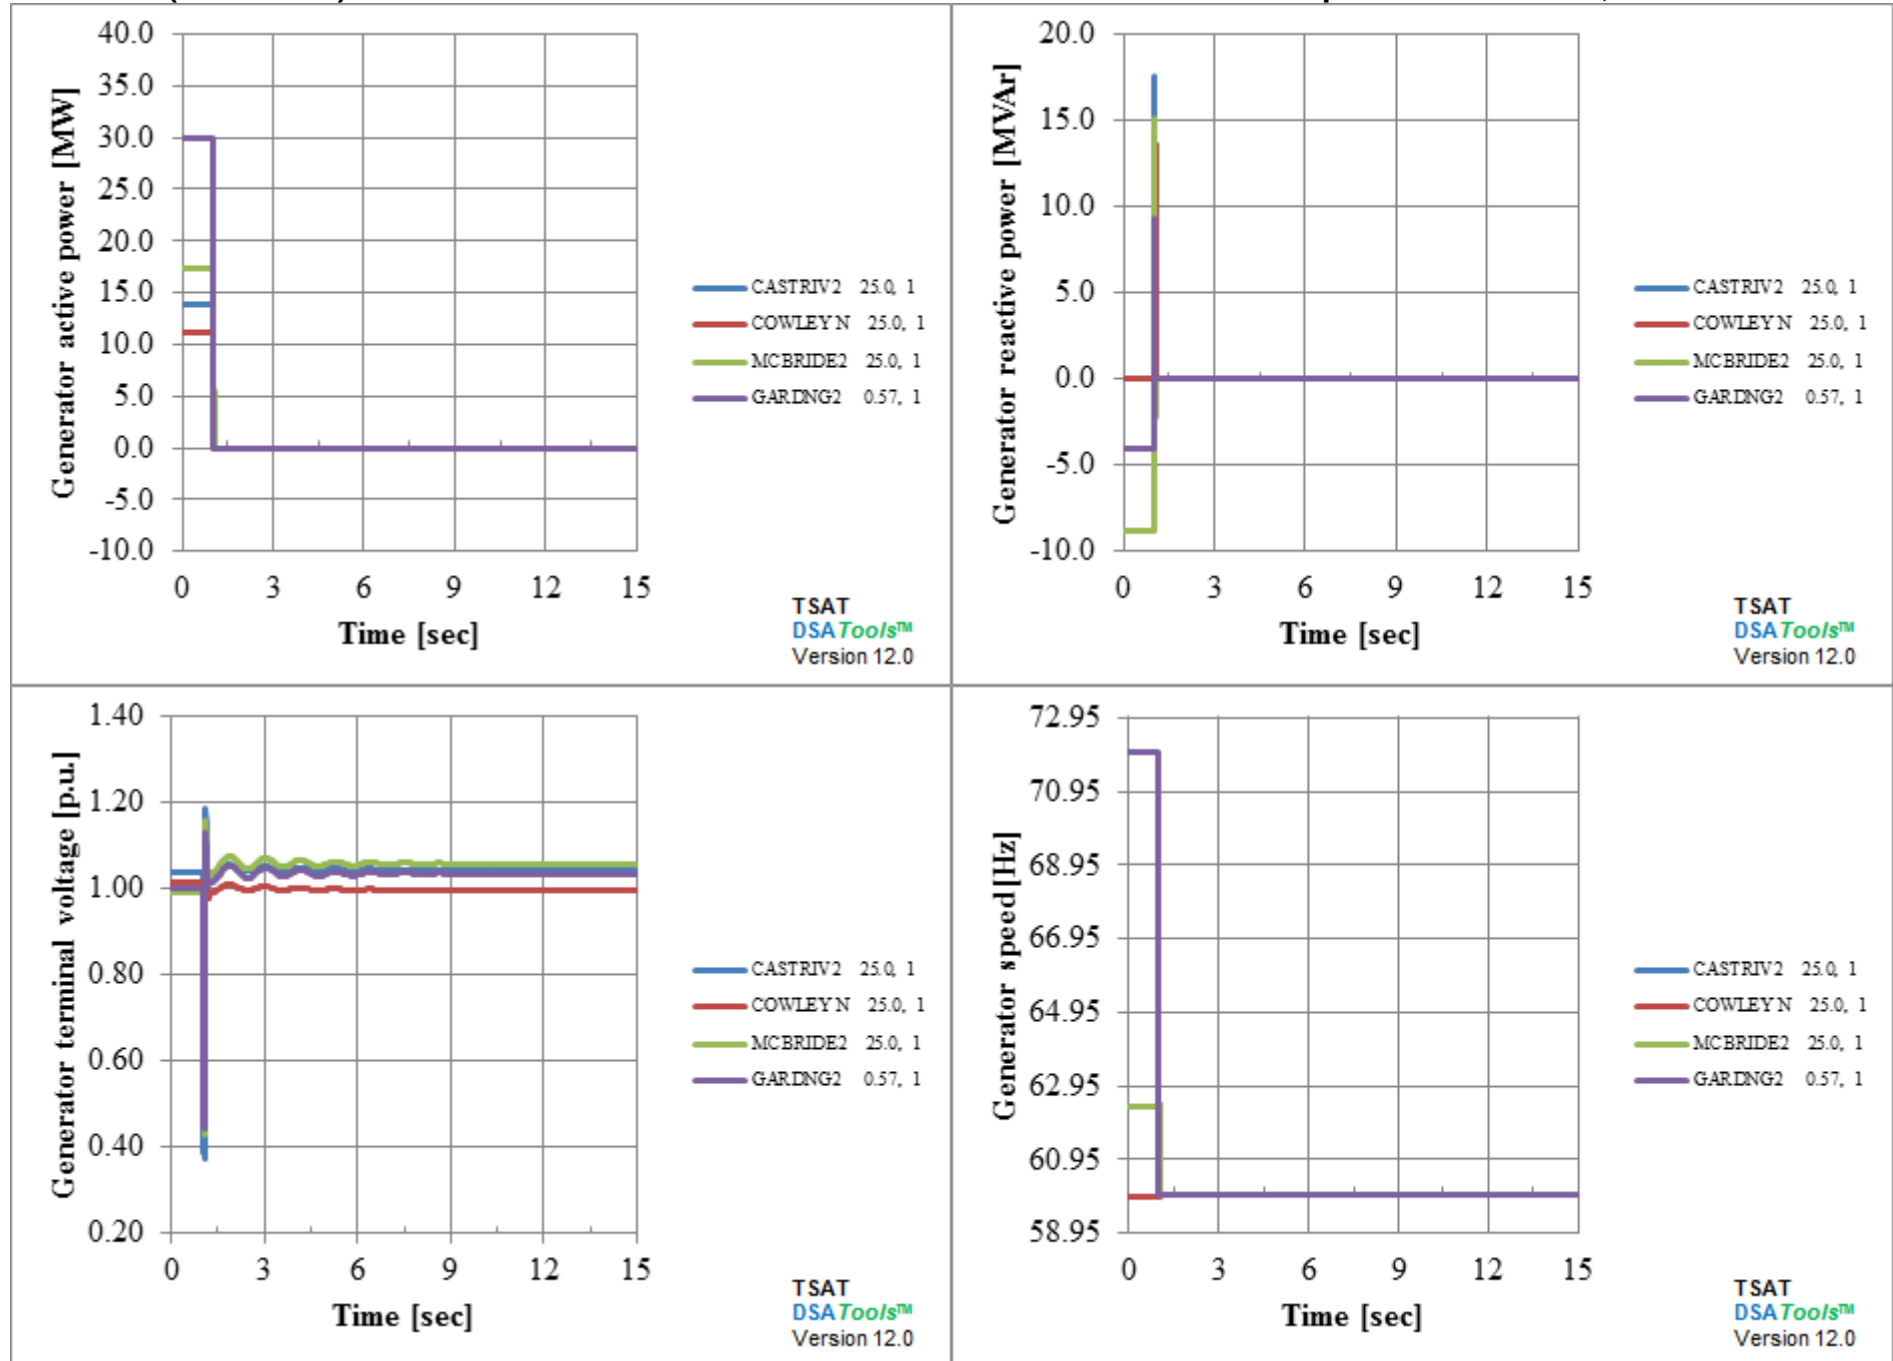 40.0
35.0
30.0
25.0
20.0
15.0
10.0
5.0
0.0
-5.0
-10.0
Generator active power [MW]
0 3 6 9 12 15
Time [sec]
CASTRIV2 25.0, 1
COWLEY N 25.0, 1
MCBRIDE2 25.0, 1
GARDNG2 0.57, 1
TSAT
DSATools™
Version 12.0
20.0
15.0
10.0
5.0
0.0
-5.0
-10.0
Generator reactive power [MVAr]
0 3 6 9 12 15
Time [sec]
CASTRIV2 25.0, 1
COWLEY N 25.0, 1
MCBRIDE2 25.0, 1
GARDNG2 0.57, 1
TSAT
DSATools™
Version 12.0
1.40
1.20
1.00
0.80
0.60
0.40
0.20
Generator terminal voltage [p.u.]
0 3 6 9 12 15
Time [sec]
CASTRIV2 25.0, 1
COWLEY N 25.0, 1
MCBRIDE2 25.0, 1
GARDNG2 0.57, 1
TSAT
DSATools™
Version 12.0
72.95
70.95
68.95
66.95
64.95
62.95
60.95
58.95
Generator speed [Hz]
0 3 6 9 12 15
Time [sec]
CASTRIV2 25.0, 1
COWLEY N 25.0, 1
MCBRIDE2 25.0, 1
GARDNG2 0.57, 1
TSAT
DSATools™
Version 12.0